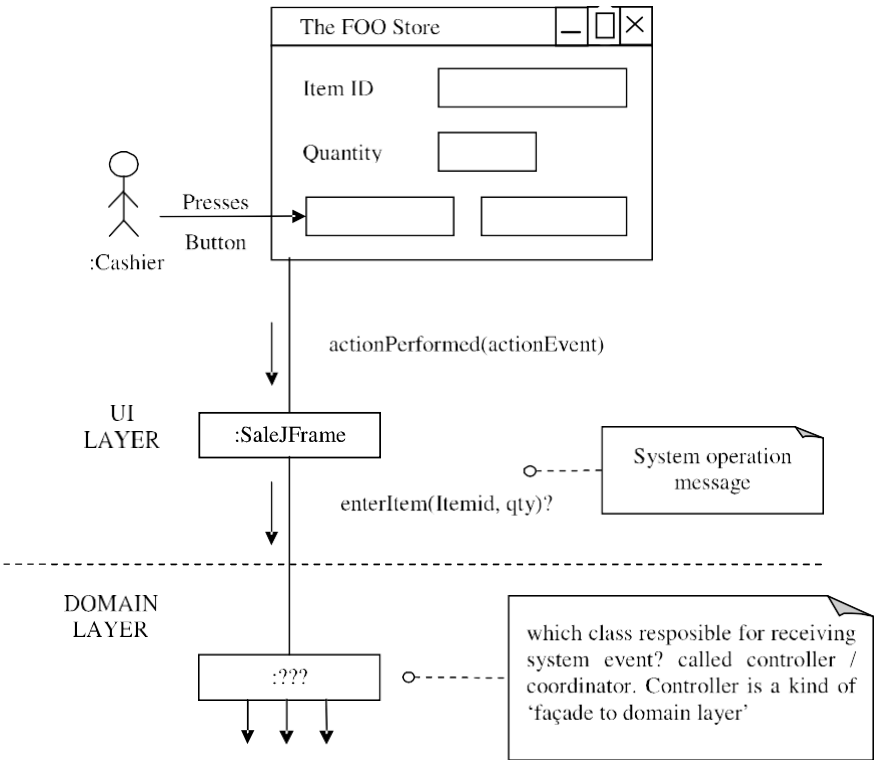 The FOO Store
Item ID
Quantity
Presses
Button
:Cashier
actionPerformed(actionEvent)
UI
LAYER
:SaleJFrame
System operation
message
enterItem(Itemid, qty)?
DOMAIN
LAYER
which class resposible for receiving
system event? called controller /
coordinator. Controller is a kind of
‘façade to domain layer’
:???